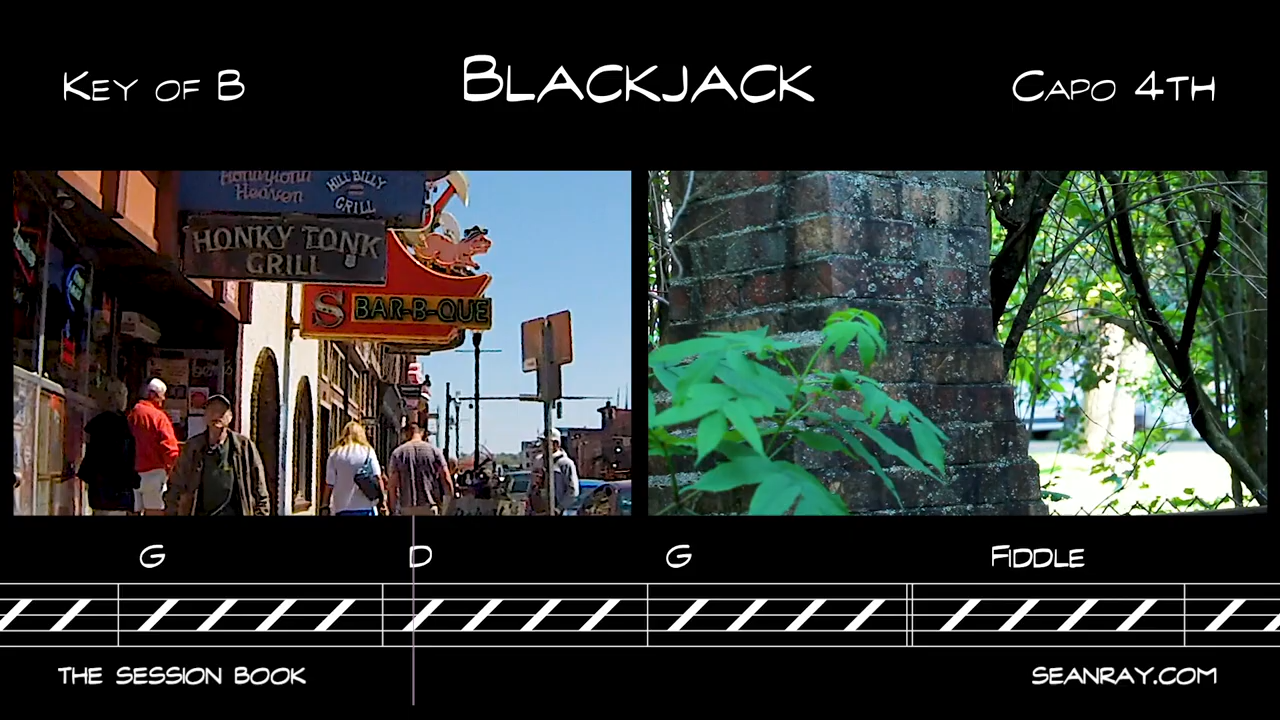 Key of B
Blackjack
Capo 4th
Honkytonk
Heaven
HILL BILLY
GRILL
HONKY TONK
GRILL
BAR-B-QUE
G
D
G
Fiddle
The Session Book
seanray.com